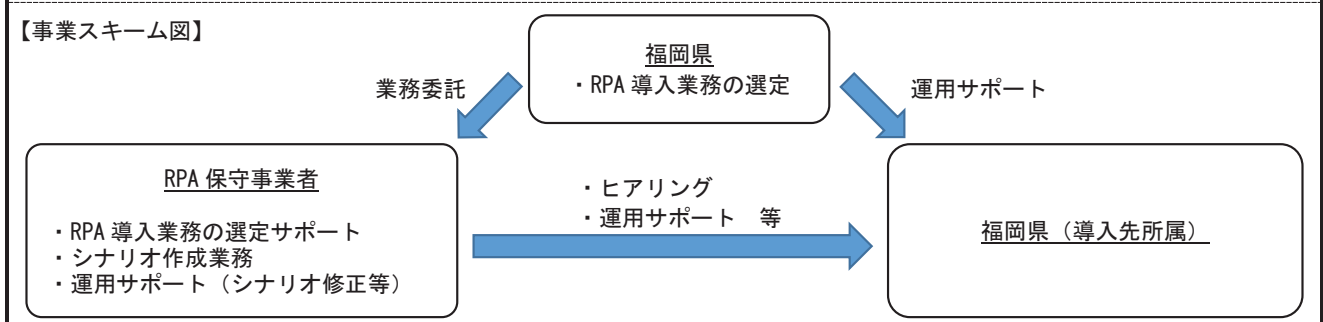 【事業スキーム図】
福岡県
・RPA 導入業務の選定
業務委託
運用サポート
RPA 保守事業者
・RPA 導入業務の選定サポート
・シナリオ作成業務
・運用サポート（シナリオ修正等）
・ヒアリング
・運用サポート　等
福岡県（導入先所属）